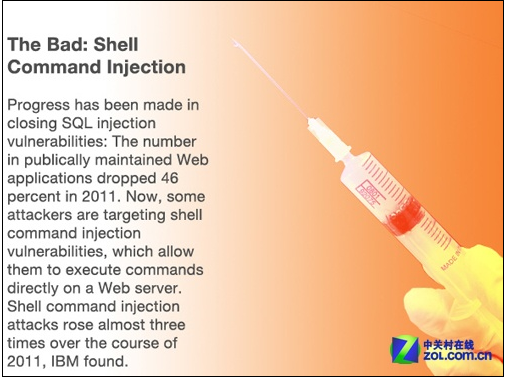 The Bad: Shell
Command Injection
Progress has been made in
closing SQL injection
vulnerabilities: The number
in publically maintained Web
applications dropped 46
percent in 2011. Now, some
attackers are targeting shell
command injection
vulnerabilities, which allow
them to execute commands
directly on a Web server.
Shell command injection
attacks rose almost three
times over the course of
2011, IBM found.
MADE IN
中关村在线
ZOL.COM.CN